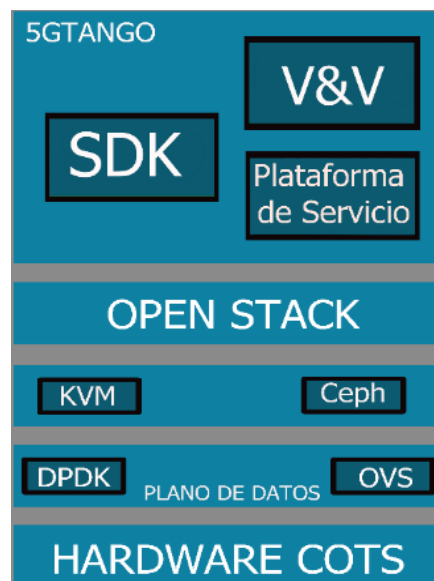 5GTANGO
V&V
SDK
Plataforma
de Servicio
OPEN STACK
KVM
Ceph
DPDK
PLANO DE DATOS
OVS
HARDWARE COTS